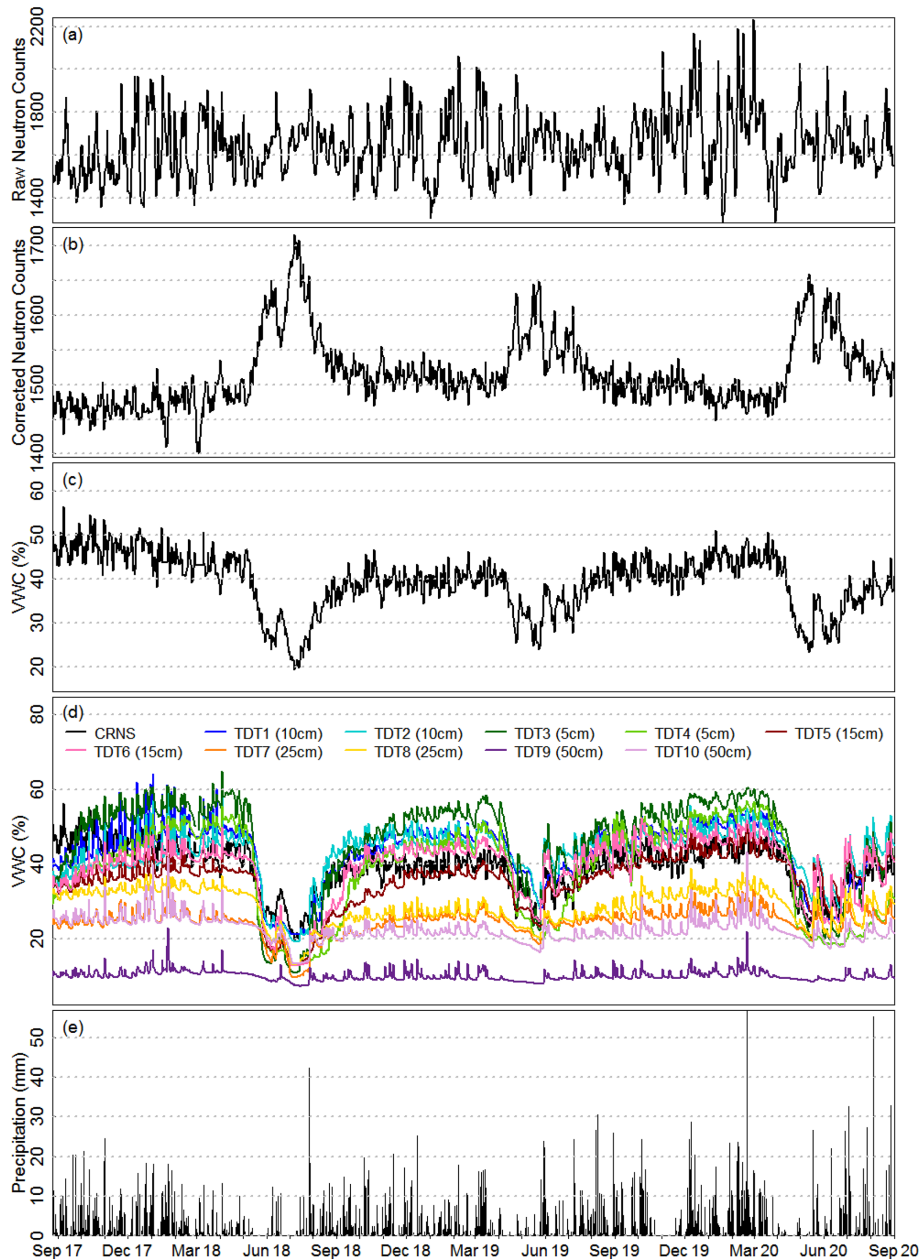 (a)
Raw Neutron Counts
2200
1800
1400
(b)
Corrected Neutron Counts
1700
1600
1500
1400
(c)
VWC (%)
60
50
40
30
20
(d)
VWC (%)
80
60
40
20
CRNS TDT1 (10cm) TDT2 (10cm) TDT3 (5cm) TDT4 (5cm) TDT5 (15cm)
TDT6 (15cm) TDT7 (25cm) TDT8 (25cm) TDT9 (50cm) TDT10 (50cm)
(e)
Precipitation (mm)
50
40
30
20
10
0
Sep 17 Dec 17 Mar 18 Jun 18 Sep 18 Dec 18 Mar 19 Jun 19 Sep 19 Dec 19 Mar 20 Jun 20 Sep 20